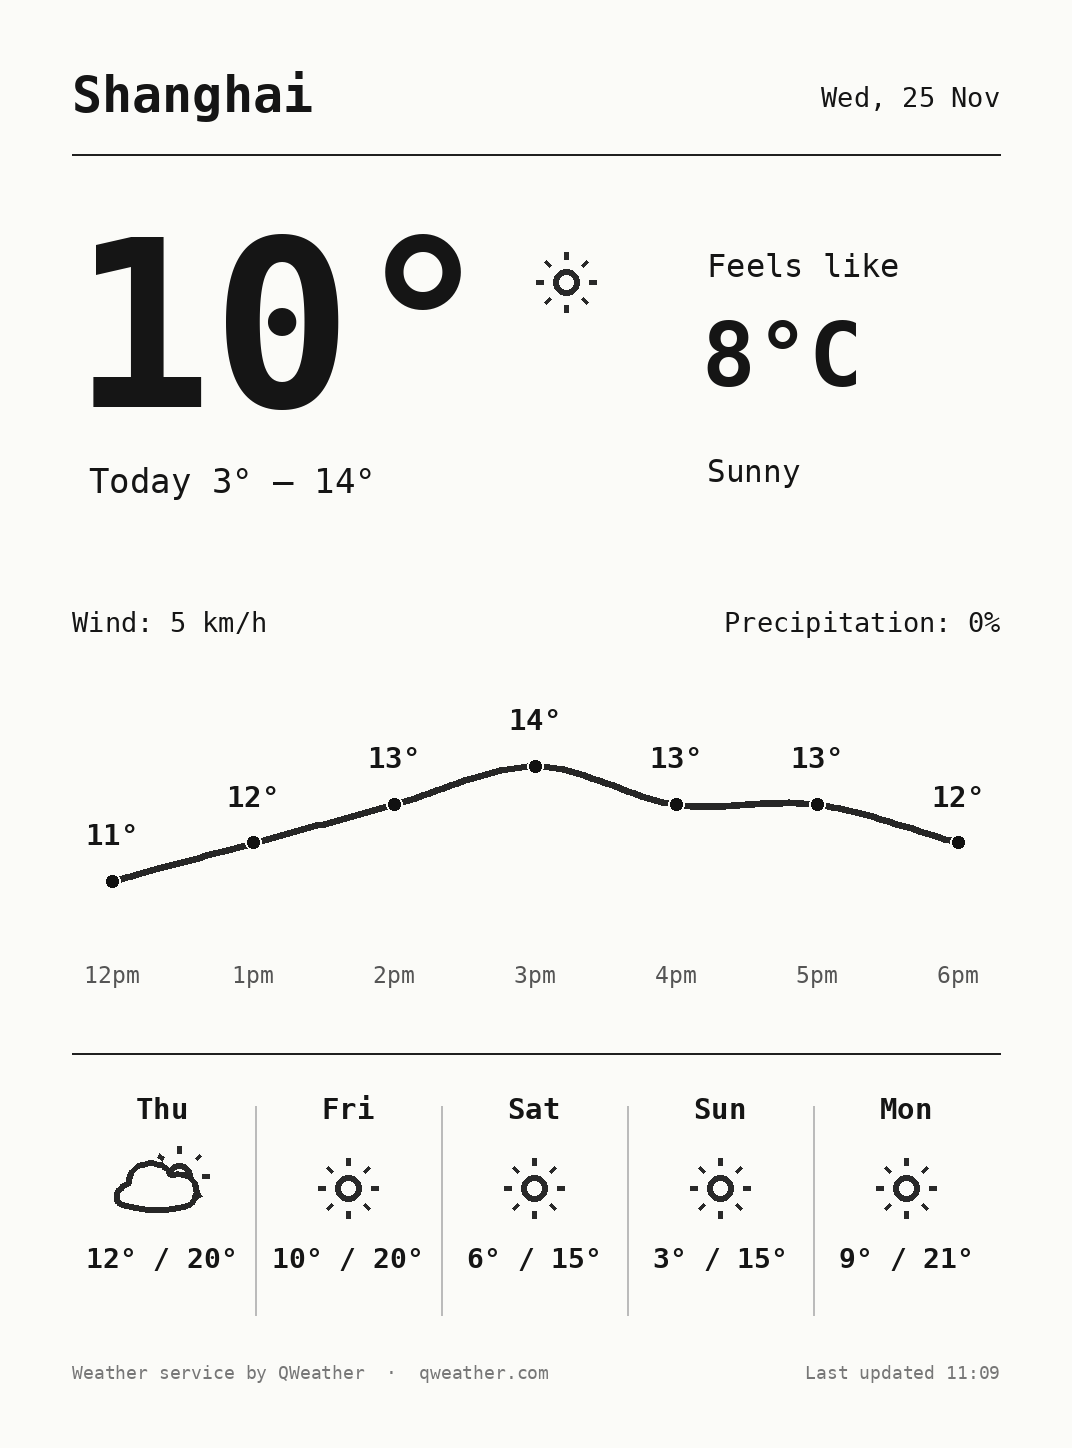 Shanghai
Wed, 25 Nov
10°
Feels like
8°C
Today 3° — 14°
Sunny
Wind: 5 km/h
Precipitation: 0%
11° 12° 13° 14° 13° 13° 12°
12pm 1pm 2pm 3pm 4pm 5pm 6pm
Thu Fri Sat Sun Mon
12° / 20° 10° / 20° 6° / 15° 3° / 15° 9° / 21°
Weather service by QWeather · qweather.com
Last updated 11:09